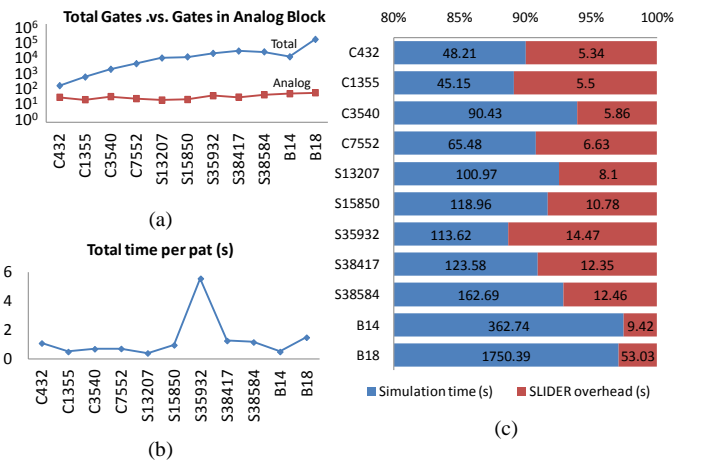 Total Gates .vs. Gates in Analog Block
10^6
10^5
10^4
10^3
10^2
10^1
10^0
Total
Analog
C432
C1355
C3540
C7552
S13207
S15850
S35932
S38417
S38584
B14
B18
(a)
Total time per pat (s)
6
4
2
0
C432
C1355
C3540
C7552
S13207
S15850
S35932
S38417
S38584
B14
B18
(b)
80% 85% 90% 95% 100%
C432 48.21 5.34
C1355 45.15 5.5
C3540 90.43 5.86
C7552 65.48 6.63
S13207 100.97 8.1
S15850 118.96 10.78
S35932 113.62 14.47
S38417 123.58 12.35
S38584 162.69 12.46
B14 362.74 9.42
B18 1750.39 53.03
Simulation time (s) SLIDER overhead (s)
(c)